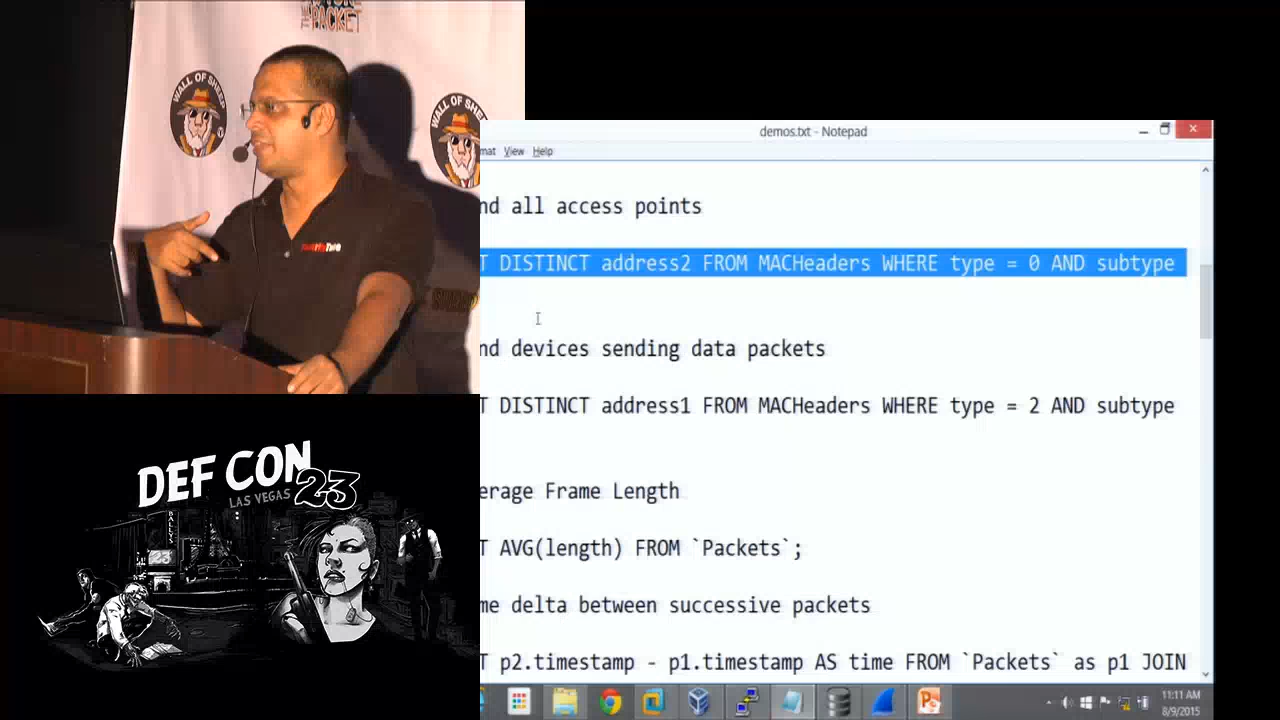 PACKET
WALL OF SHEEP
WALL OF SHEEP
demos.txt - Notepad
mat View Help
nd all access points
T DISTINCT address2 FROM MACHeaders WHERE type = 0 AND subtype
nd devices sending data packets
T DISTINCT address1 FROM MACHeaders WHERE type = 2 AND subtype
erage Frame Length
T AVG(length) FROM `Packets`;
me delta between successive packets
T p2.timestamp - p1.timestamp AS time FROM `Packets` as p1 JOIN
11:11 AM
8/9/2015
DEF CON
LAS VEGAS 23
BALLYS
23